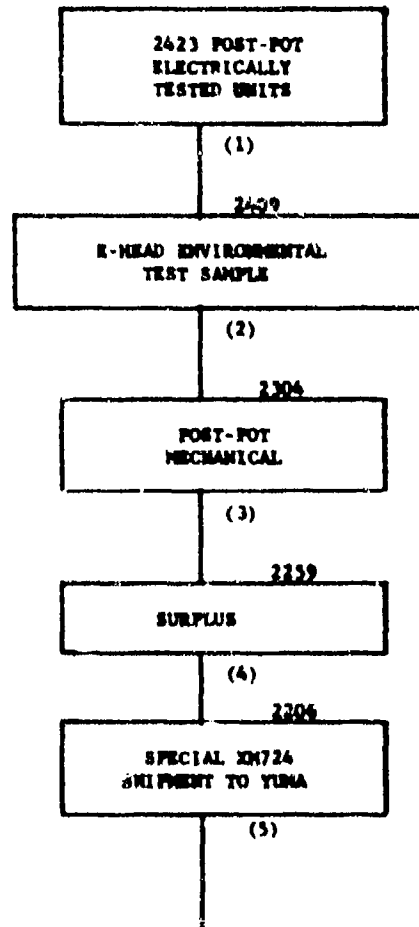 2423 POST-POT
ELECTRICALLY
TESTED UNITS
(1)
2409
E-HEAD ENVIRONMENTAL
TEST SAMPLE
(2)
2304
POST-POT
MECHANICAL
(3)
2259
SURPLUS
(4)
2206
SPECIAL XM724
SHIPMENT TO YUMA
(5)